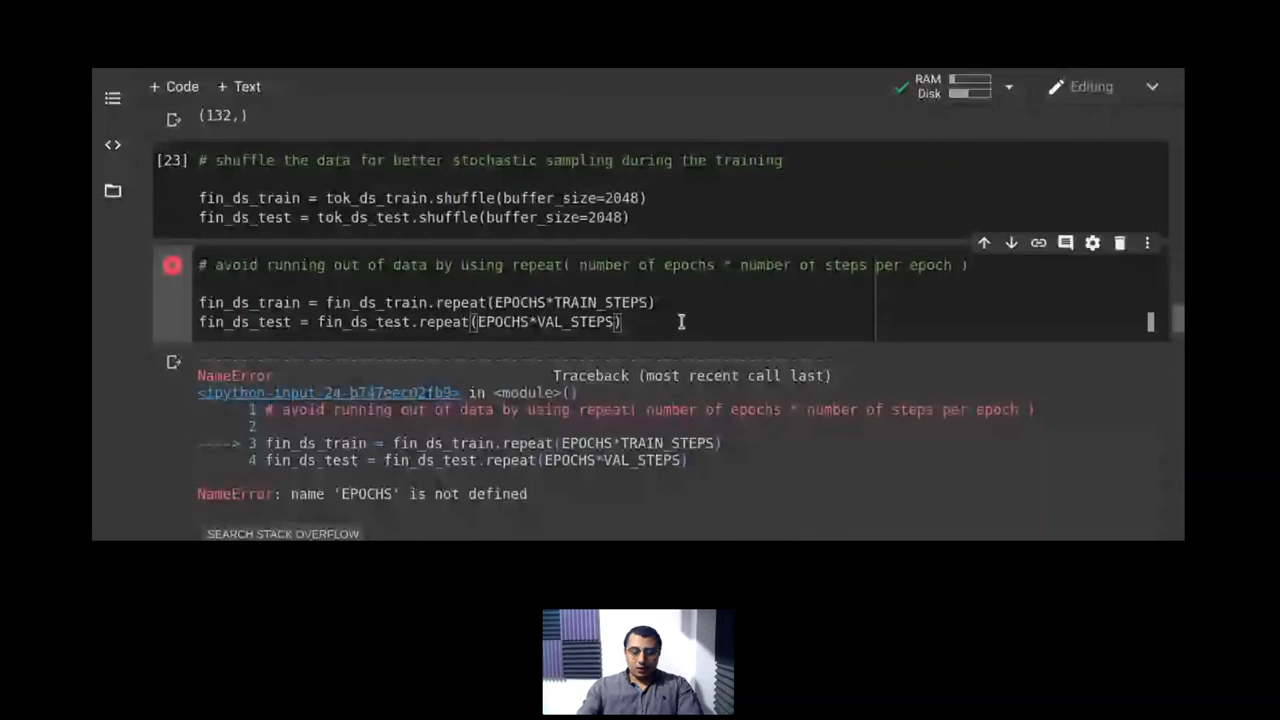 + Code + Text
RAM
Disk
Editing
(132,)
[23] # shuffle the data for better stochastic sampling during the training
fin_ds_train = tok_ds_train.shuffle(buffer_size=2048)
fin_ds_test = tok_ds_test.shuffle(buffer_size=2048)
# avoid running out of data by using repeat( number of epochs * number of steps per epoch )
fin_ds_train = fin_ds_train.repeat(EPOCHS*TRAIN_STEPS)
fin_ds_test = fin_ds_test.repeat(EPOCHS*VAL_STEPS)
NameError Traceback (most recent call last)
<ipython-input-24-b747eec02fb9> in <module>()
1 # avoid running out of data by using repeat( number of epochs * number of steps per epoch )
2
----> 3 fin_ds_train = fin_ds_train.repeat(EPOCHS*TRAIN_STEPS)
4 fin_ds_test = fin_ds_test.repeat(EPOCHS*VAL_STEPS)
NameError: name 'EPOCHS' is not defined
SEARCH STACK OVERFLOW